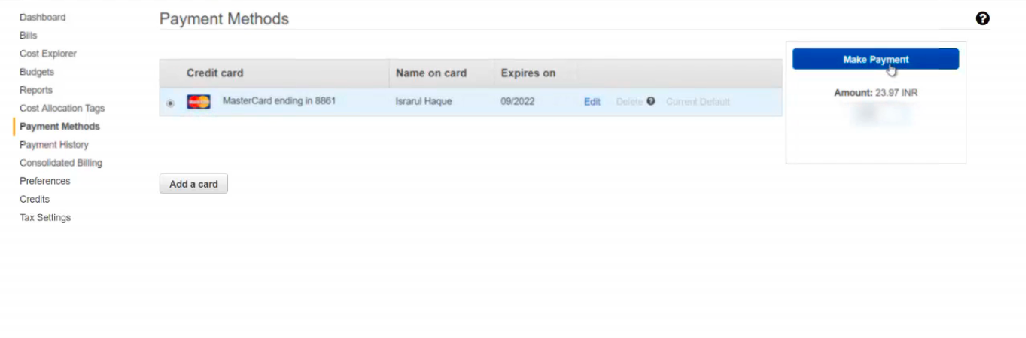 Dashboard
Bills
Cost Explorer
Budgets
Reports
Cost Allocation Tags
Payment Methods
Payment History
Consolidated Billing
Preferences
Credits
Tax Settings
Payment Methods
Credit card Name on card Expires on
MasterCard MasterCard ending in 8861 Israrul Haque 09/2022 Edit Delete Current Default
Add a card
Make Payment
Amount: 23.97 INR